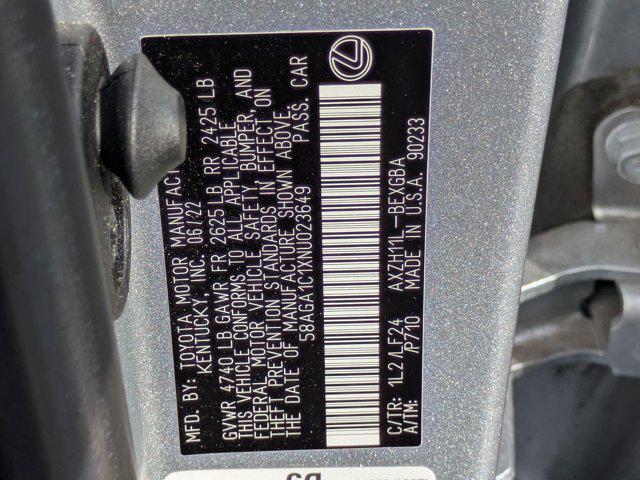 MFD. BY: TOYOTA MOTOR MANUFAC
KENTUCKY, INC. 06/22
GVWR 4740 LB GAWR FR 2625 LB RR 2425 LB
THIS VEHICLE CONFORMS TO ALL APPLICABLE
FEDERAL MOTOR VEHICLE SAFETY, BUMPER, AND
THEFT PREVENTION STANDARDS IN EFFECT ON
THE DATE OF MANUFACTURE SHOWN ABOVE.
58AGA1C1XNU023649 PASS. CAR
C/TR: 1L2 /LF24 AXZH11L-BEXGBA
A/TM: /P710 MADE IN U.S.A. 90233